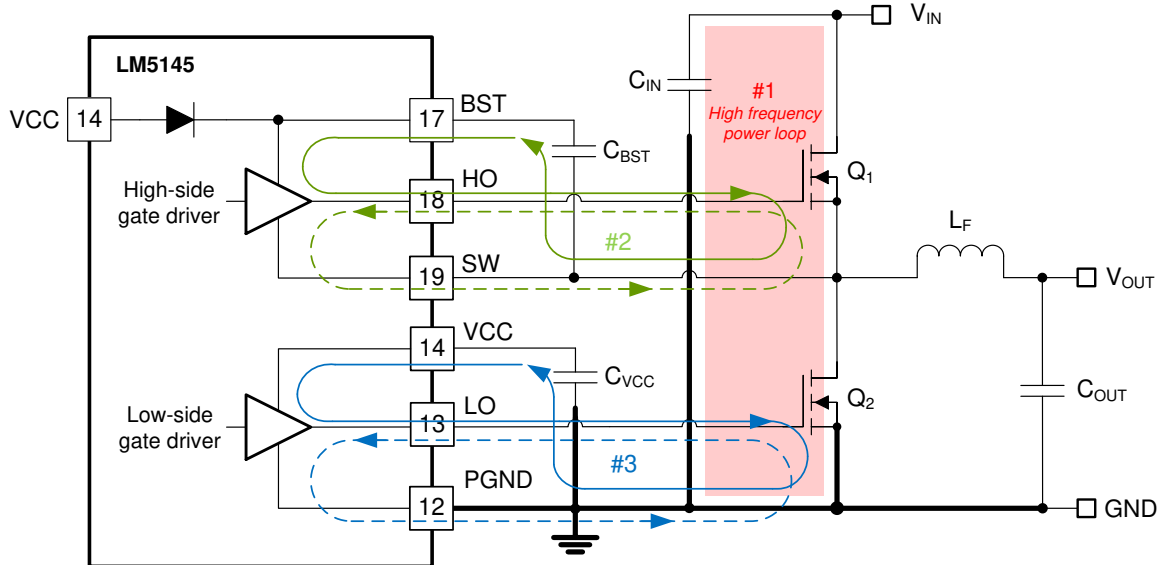 V_IN
LM5145
C_IN
#1
High frequency
power loop
VCC
14
17
BST
C_BST
High-side
gate driver
18
HO
Q_1
#2
19
SW
L_F
V_OUT
14
VCC
C_VCC
Low-side
gate driver
13
LO
Q_2
C_OUT
#3
12
PGND
GND